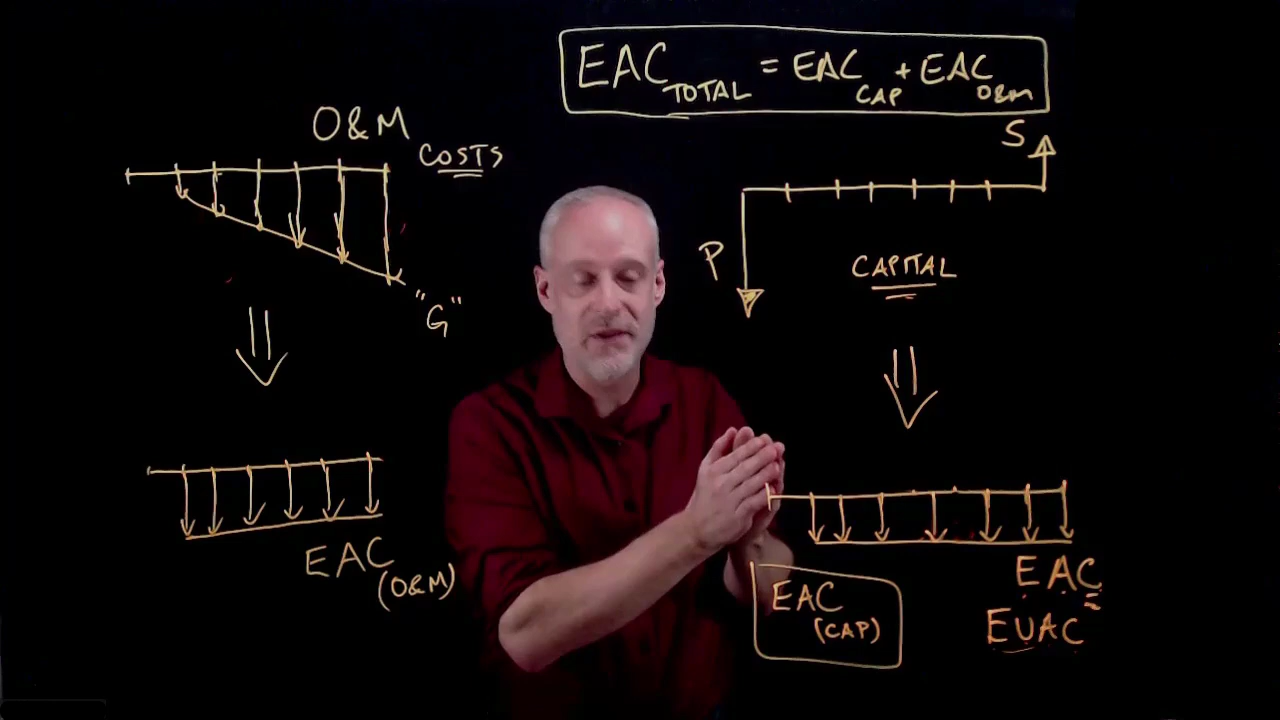 EAC TOTAL = EAC CAP + EAC O&M
O&M COSTS
"G"
EAC (O&M)
S
P
CAPITAL
EAC
EUAC
EAC (CAP)